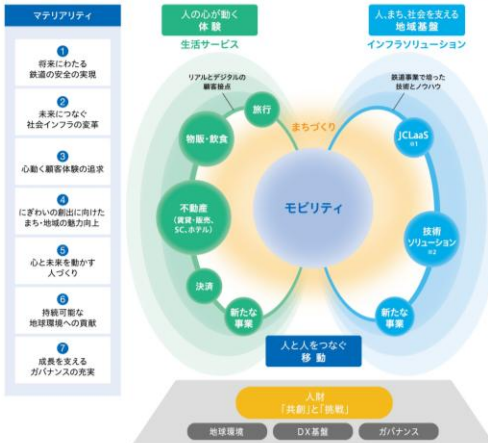 マテリアリティ
1
将来にわたる
鉄道の安全の実現
2
未来につなぐ
社会インフラの変革
3
心動く顧客体験の追求
4
にぎわいの創出に向けた
まち・地域の魅力向上
5
心と未来を動かす
人づくり
6
持続可能な
地球環境への貢献
7
成長を支える
ガバナンスの充実
人の心が動く
体験
生活サービス
リアルとデジタルの
顧客接点
旅行
物販・飲食
不動産
(賃貸・販売、
SC、ホテル)
決済
新たな
事業
まちづくり
モビリティ
人、まち、社会を支える
地域基盤
インフラソリューション
鉄道事業で培った
技術とノウハウ
JCLaaS
※1
技術
ソリューション
※2
新たな
事業
人と人をつなぐ
移動
人財
「共創」と「挑戦」
地球環境
DX基盤
ガバナンス